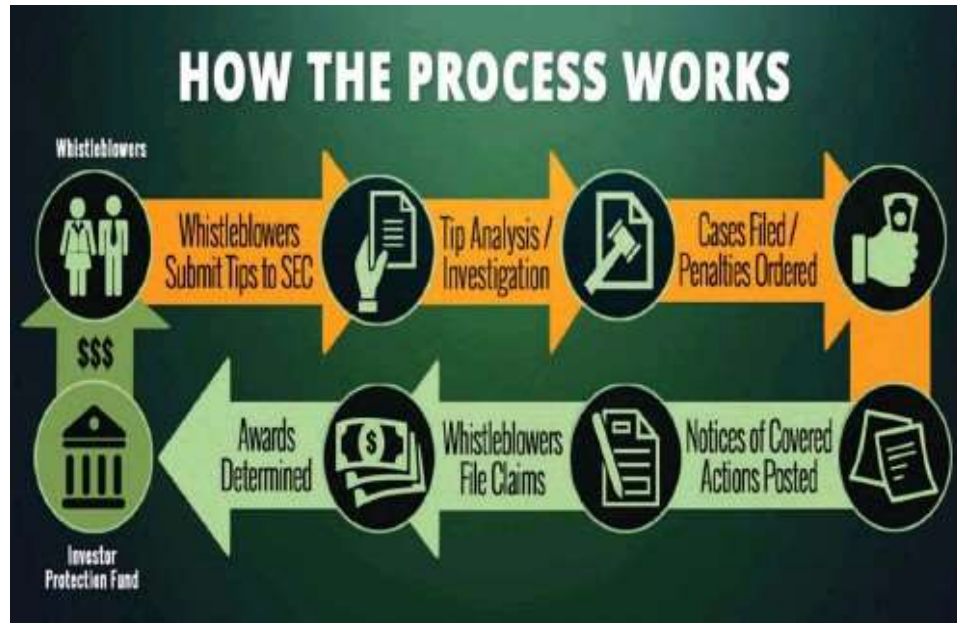 HOW THE PROCESS WORKS
Whistleblowers
Whistleblowers
Submit Tips to SEC
Tip Analysis /
Investigation
Cases Filed /
Penalties Ordered
$$$
Awards
Determined
$
Whistleblowers
File Claims
Notices of Covered
Actions Posted
Investor
Protection Fund